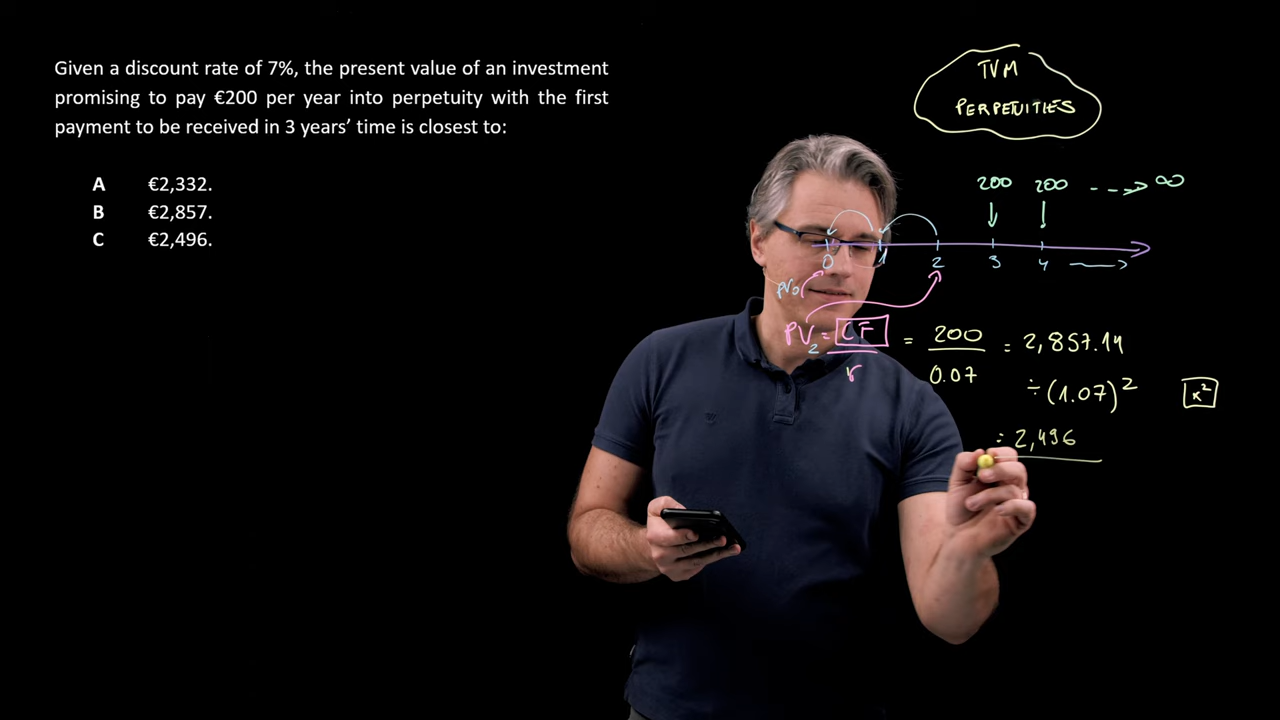 Given a discount rate of 7%, the present value of an investment
promising to pay €200 per year into perpetuity with the first
payment to be received in 3 years’ time is closest to:
A €2,332.
B €2,857.
C €2,496.
TVM
PERPENITIES
200 200 ---> ∞
0 1 2 3 4
PV0
PV2 = CF / r = 200 / 0.07 = 2,857.14
÷ (1.07)²
x²
= 2,496